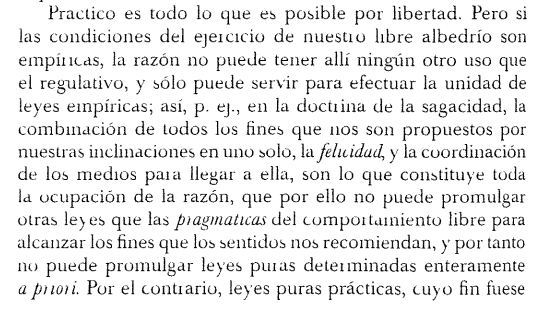 Practico es todo lo que es posible por libertad. Pero si
las condiciones del ejercicio de nuestro libre albedrío son
empíricas, la razón no puede tener allí ningún otro uso que
el regulativo, y sólo puede servir para efectuar la unidad de
leyes empíricas; así, p. ej., en la doctrina de la sagacidad, la
combinación de todos los fines que nos son propuestos por
nuestras inclinaciones en uno solo, la felicidad, y la coordinación
de los medios para llegar a ella, son lo que constituye toda
la ocupación de la razón, que por ello no puede promulgar
otras leyes que las pragmaticas del comportamiento libre para
alcanzar los fines que los sentidos nos recomiendan, y por tanto
no puede promulgar leyes puras determinadas enteramente
a priori. Por el contrario, leyes puras prácticas, cuyo fin fuese